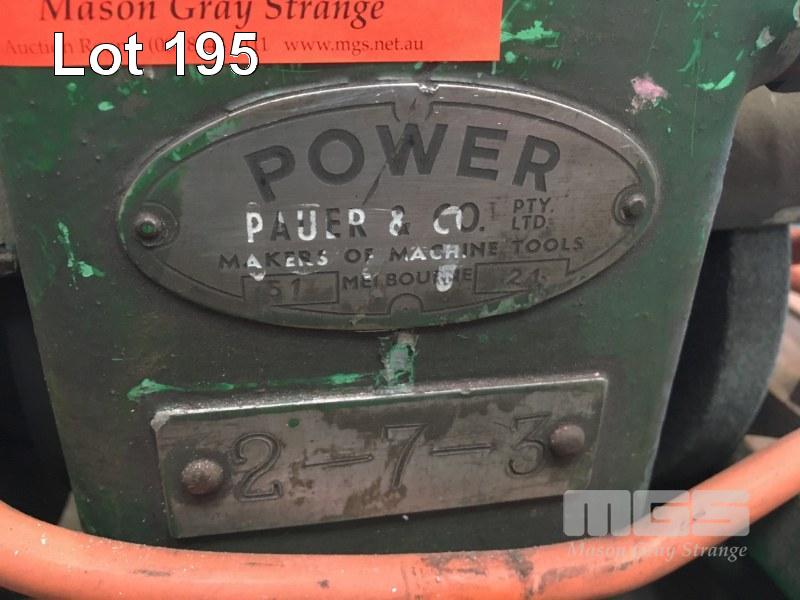 Mason Gray Strange
Auction www.mgs.net.au
Lot 195
POWER
PAUER & CO. PTY. LTD.
MAKERS OF MACHINE TOOLS
51 MELBOURNE 21
2-7-3
MGS
Mason Gray Strange